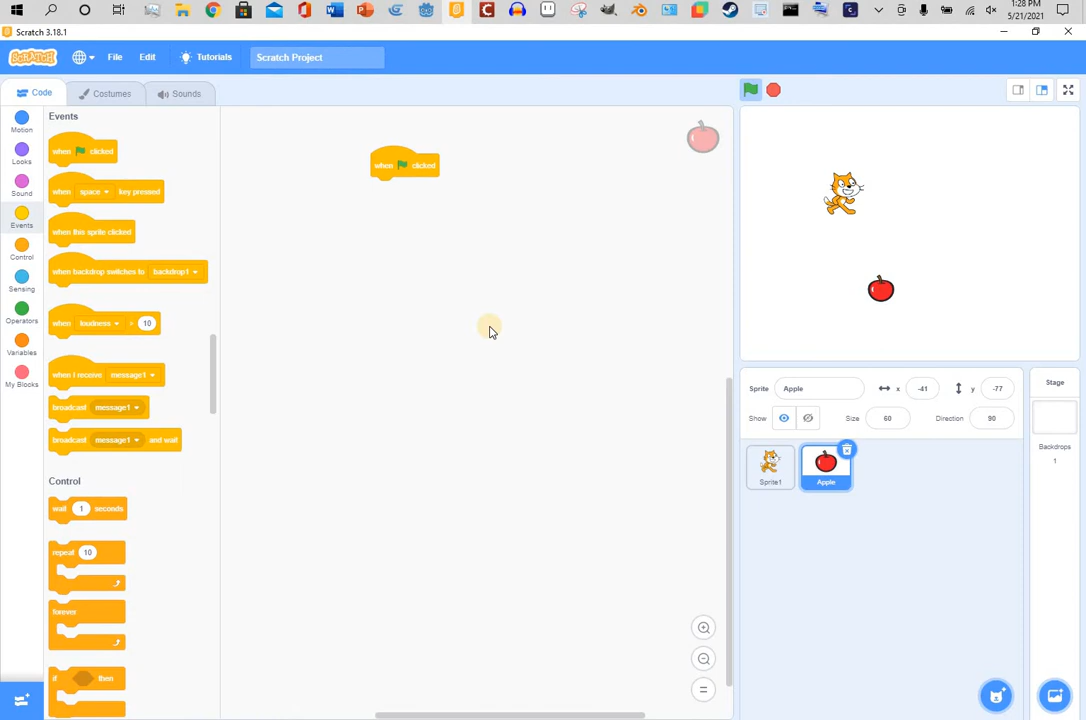 1:28 PM
5/21/2021
Scratch 3.18.1
SCRATCH
File
Edit
Tutorials
Scratch Project
Code
Costumes
Sounds
Motion
Looks
Sound
Events
Control
Sensing
Operators
Variables
My Blocks
Events
when clicked
when space key pressed
when this sprite clicked
when backdrop switches to backdrop1
when loudness > 10
when I receive message1
broadcast message1
broadcast message1 and wait
Control
wait 1 seconds
repeat 10
forever
if then
when clicked
Sprite Apple x -41 y -77
Show Size 60 Direction 90
Sprite1
Apple
Stage
Backdrops
1